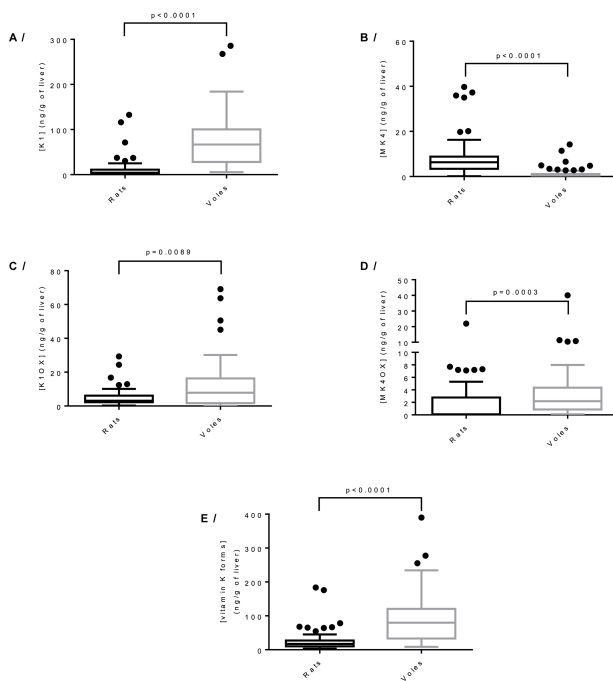 A /
p<0.0001
[K1] (ng/g of liver)
300
200
100
0
Rats
Voles
B /
p<0.0001
[MK4] (ng/g of liver)
60
40
20
0
Rats
Voles
C /
p=0.0089
[K1OX] (ng/g of liver)
80
60
40
20
0
Rats
Voles
D /
p=0.0003
[MK4OX] (ng/g of liver)
50
40
30
20
10
10
8
6
4
2
0
Rats
Voles
E /
p<0.0001
[vitamin K forms]
(ng/g of liver)
400
300
200
100
0
Rats
Voles